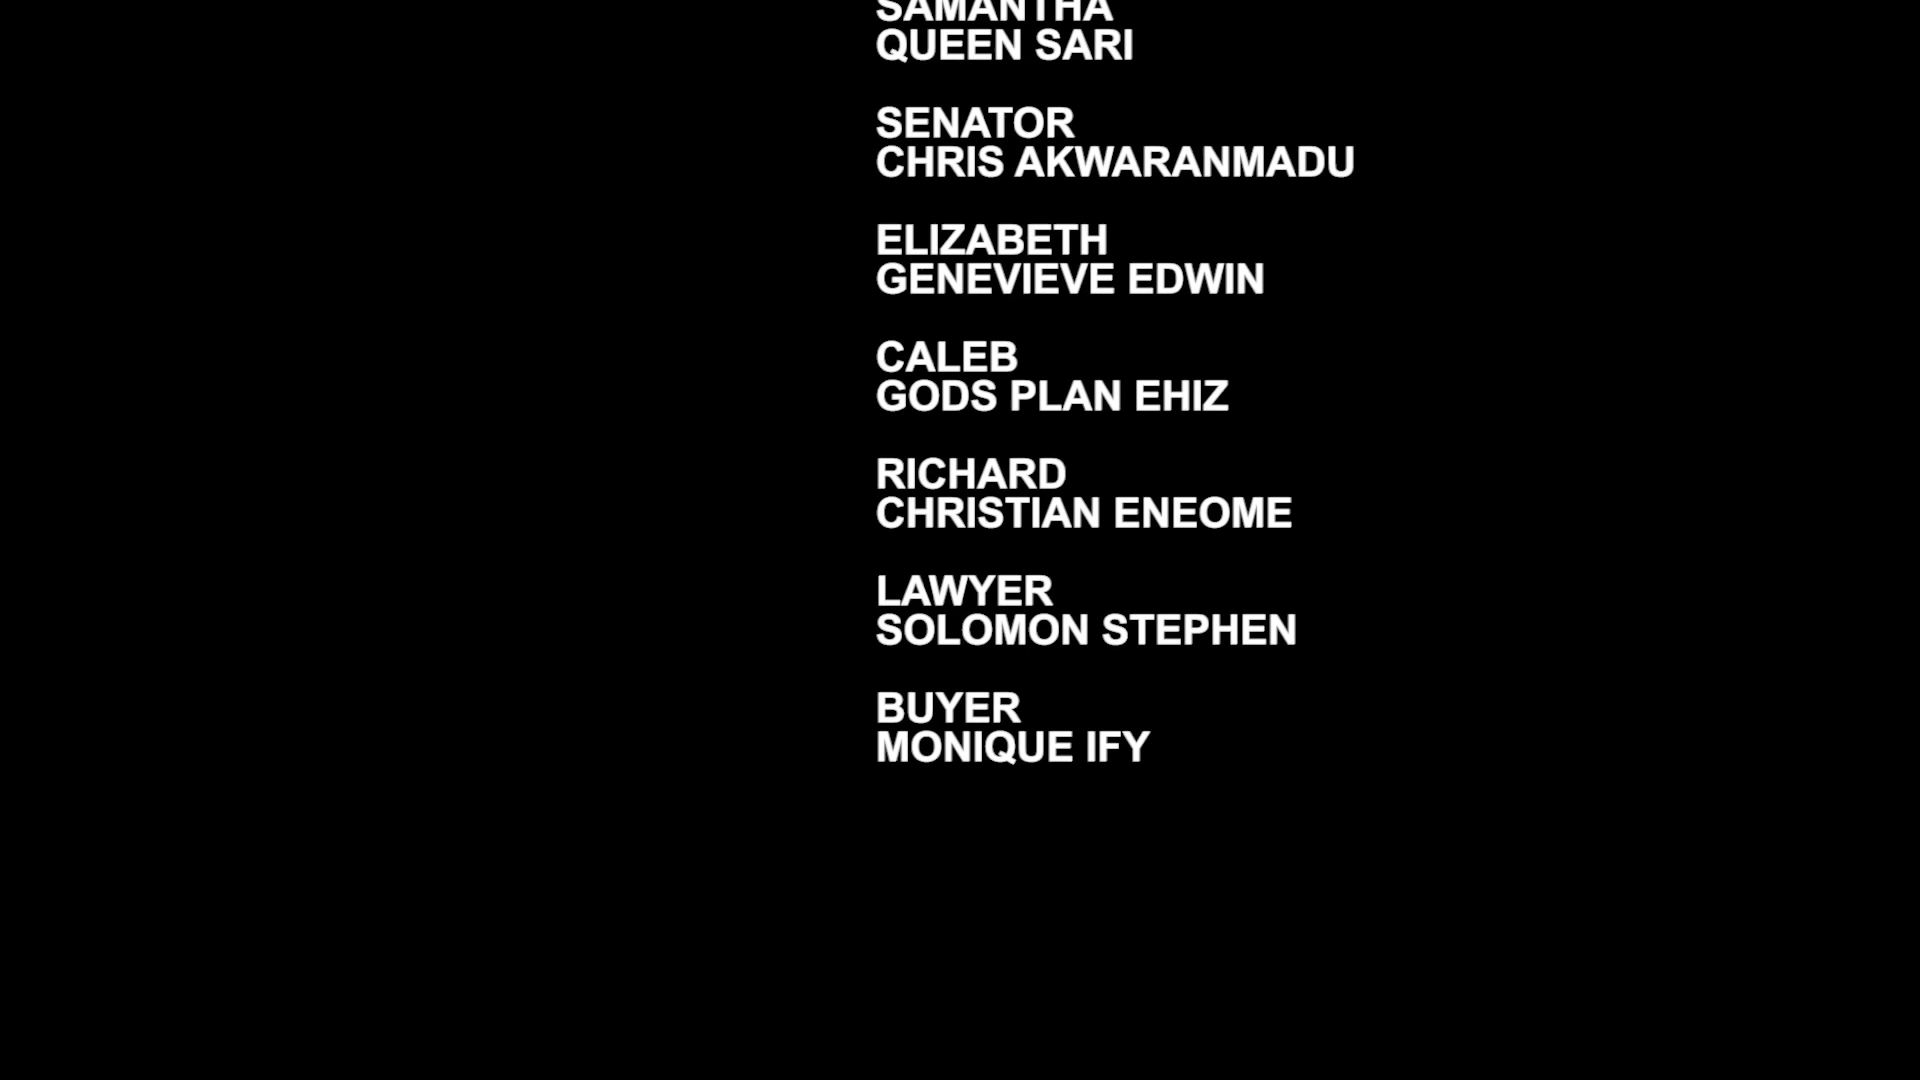 SAMANTHA
QUEEN SARI
SENATOR
CHRIS AKWARANMADU
ELIZABETH
GENEVIEVE EDWIN
CALEB
GODS PLAN EHIZ
RICHARD
CHRISTIAN ENEOME
LAWYER
SOLOMON STEPHEN
BUYER
MONIQUE IFY